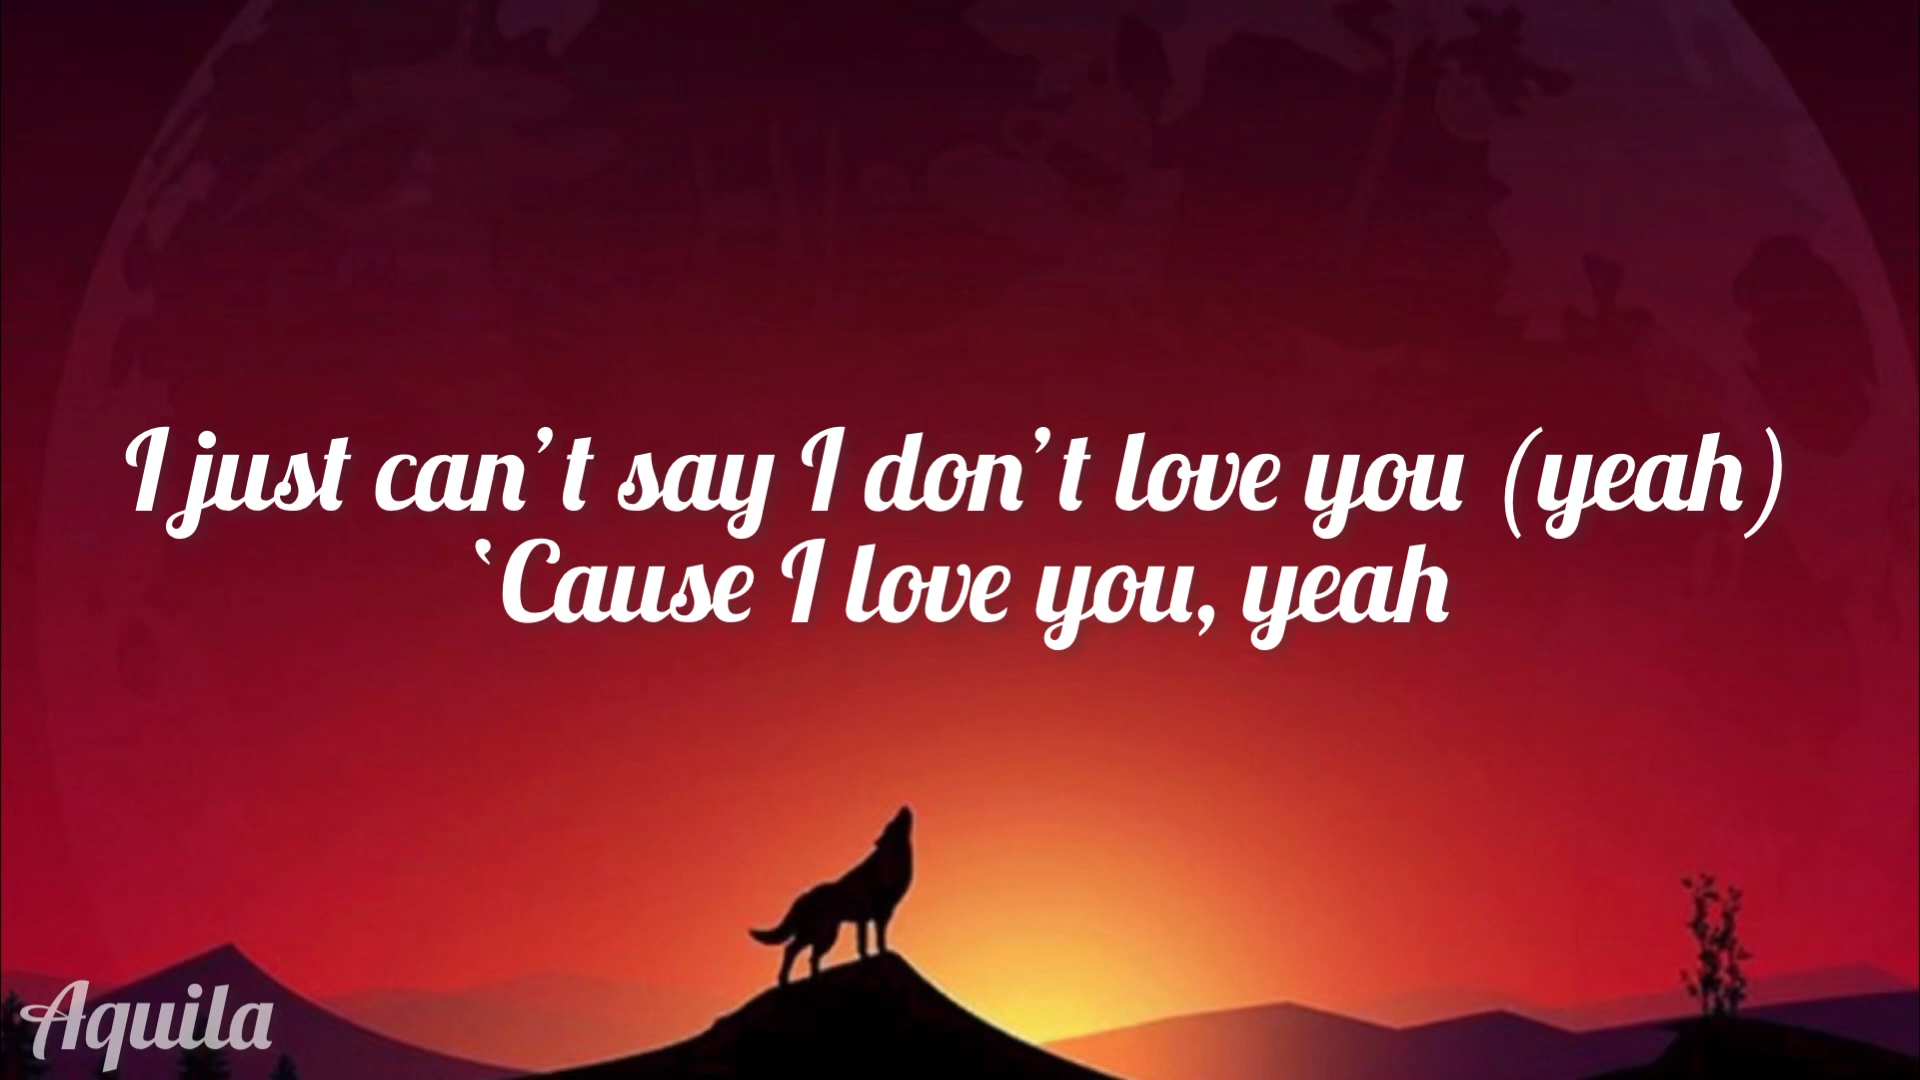 I just can’t say I don’t love you (yeah)
‛Cause I love you, yeah
Aquila